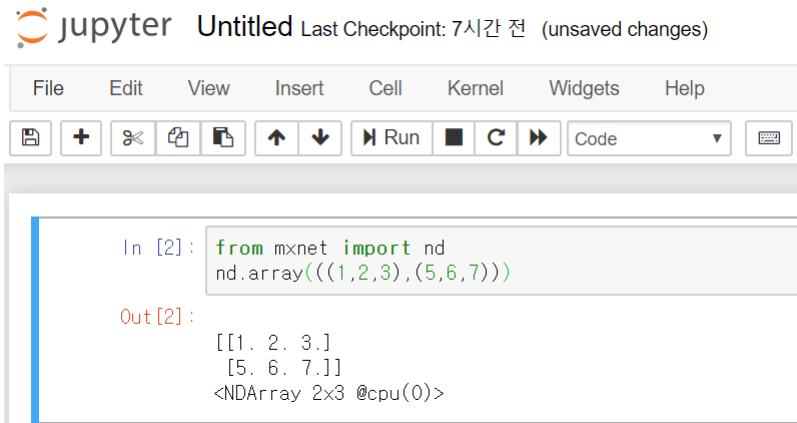 jupyter Untitled Last Checkpoint: 7시간 전 (unsaved changes)
File Edit View Insert Cell Kernel Widgets Help
Run Code
In [2]: from mxnet import nd
nd.array(((1,2,3),(5,6,7)))
Out[2]:
[[1. 2. 3.]
[5. 6. 7.]]
<NDArray 2x3 @cpu(0)>